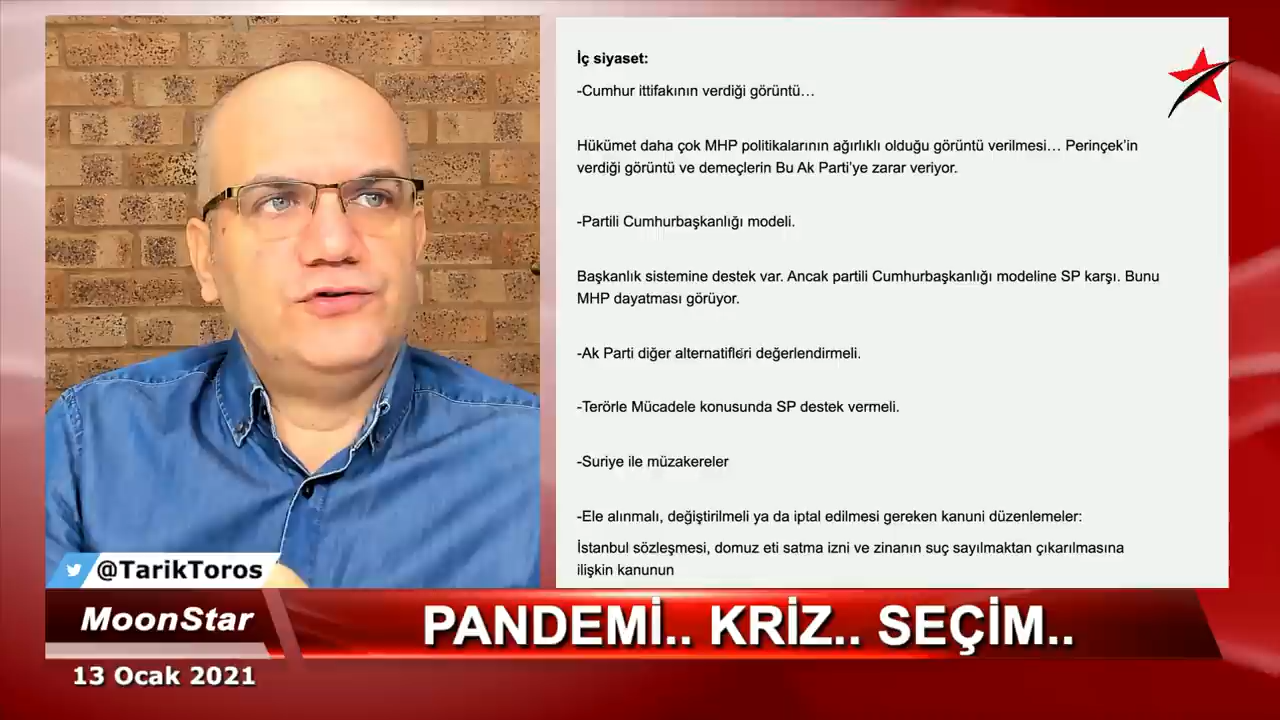 İç siyaset:
-Cumhur ittifakının verdiği görüntü…
Hükümet daha çok MHP politikalarının ağırlıklı olduğu görüntü verilmesi… Perinçek’in
verdiği görüntü ve demeçlerin Bu Ak Parti’ye zarar veriyor.
-Partili Cumhurbaşkanlığı modeli.
Başkanlık sistemine destek var. Ancak partili Cumhurbaşkanlığı modeline SP karşı. Bunu
MHP dayatması görüyor.
-Ak Parti diğer alternatifleri değerlendirmeli.
-Terörle Mücadele konusunda SP destek vermeli.
-Suriye ile müzakereler
-Ele alınmalı, değiştirilmeli ya da iptal edilmesi gereken kanuni düzenlemeler:
İstanbul sözleşmesi, domuz eti satma izni ve zinanın suç sayılmaktan çıkarılmasına
ilişkin kanunun
@TarikToros
MoonStar
PANDEMİ.. KRİZ.. SEÇİM..
13 Ocak 2021